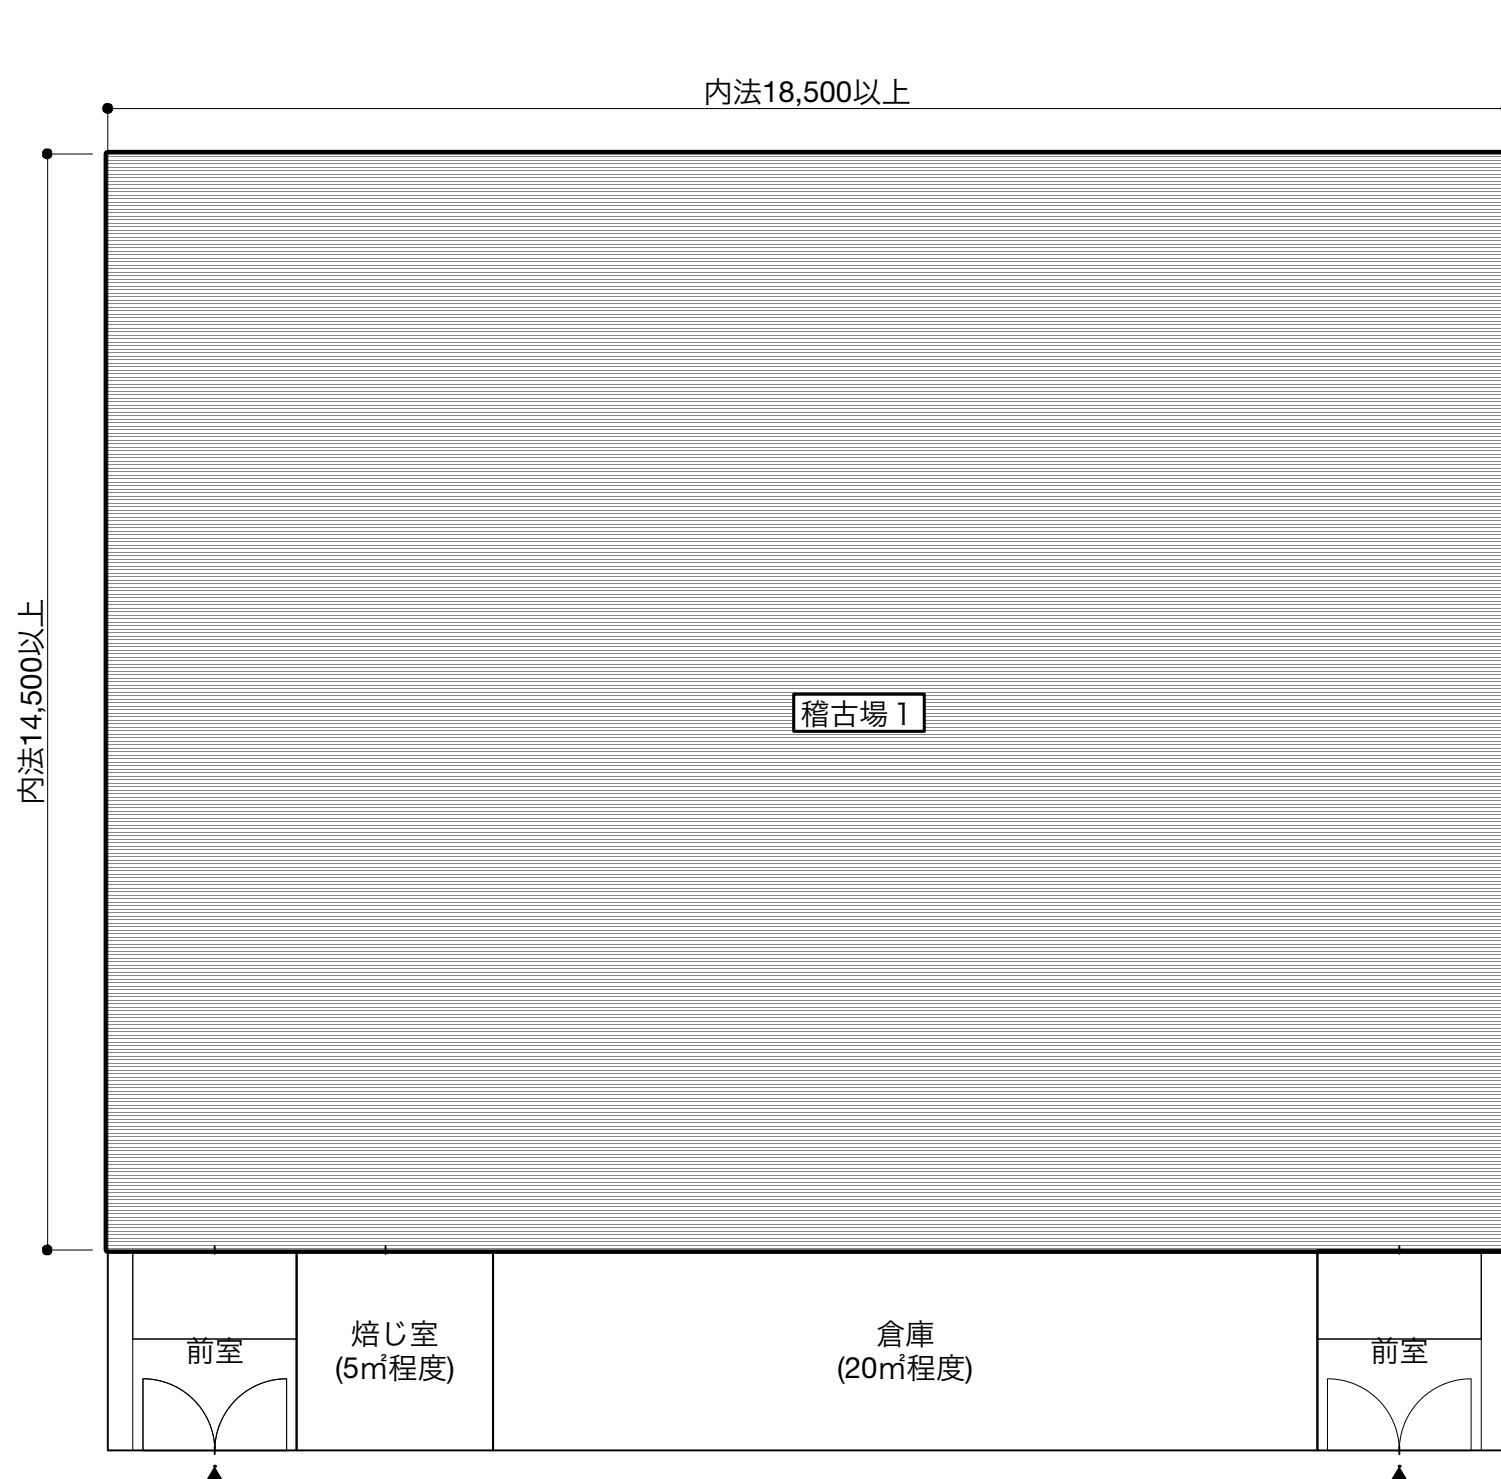 内法18,500以上
内法14,500以上
稽古場１
前室
焙じ室
(5㎡程度)
倉庫
(20㎡程度)
前室